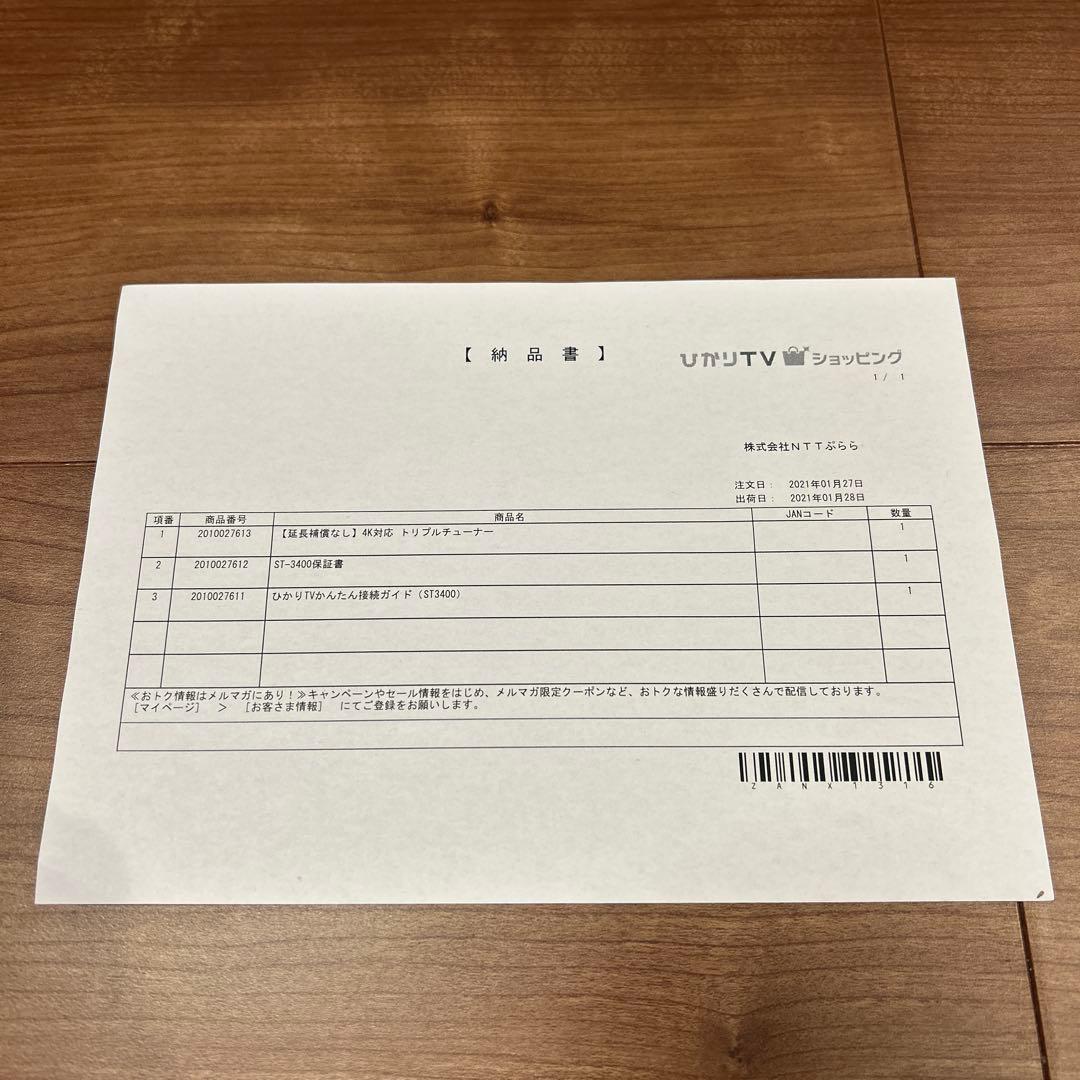 【 納 品 書 】
ひかりTV ショッピング
1/ 1
株式会社NTTぷらら
注文日： 2021年01月27日
出荷日： 2021年01月28日
項番 商品番号 商品名 JANコード 数量
1 2010027613 【延長補償なし】4K対応 トリプルチューナー 1
2 2010027612 ST-3400保証書 1
3 2010027611 ひかりTVかんたん接続ガイド（ST3400） 1
≪おトク情報はメルマガにあり！≫キャンペーンやセール情報をはじめ、メルマガ限定クーポンなど、おトクな情報盛りだくさんで配信しております。
［マイページ］ ＞ ［お客さま情報］ にてご登録をお願いします。
ZANX1316